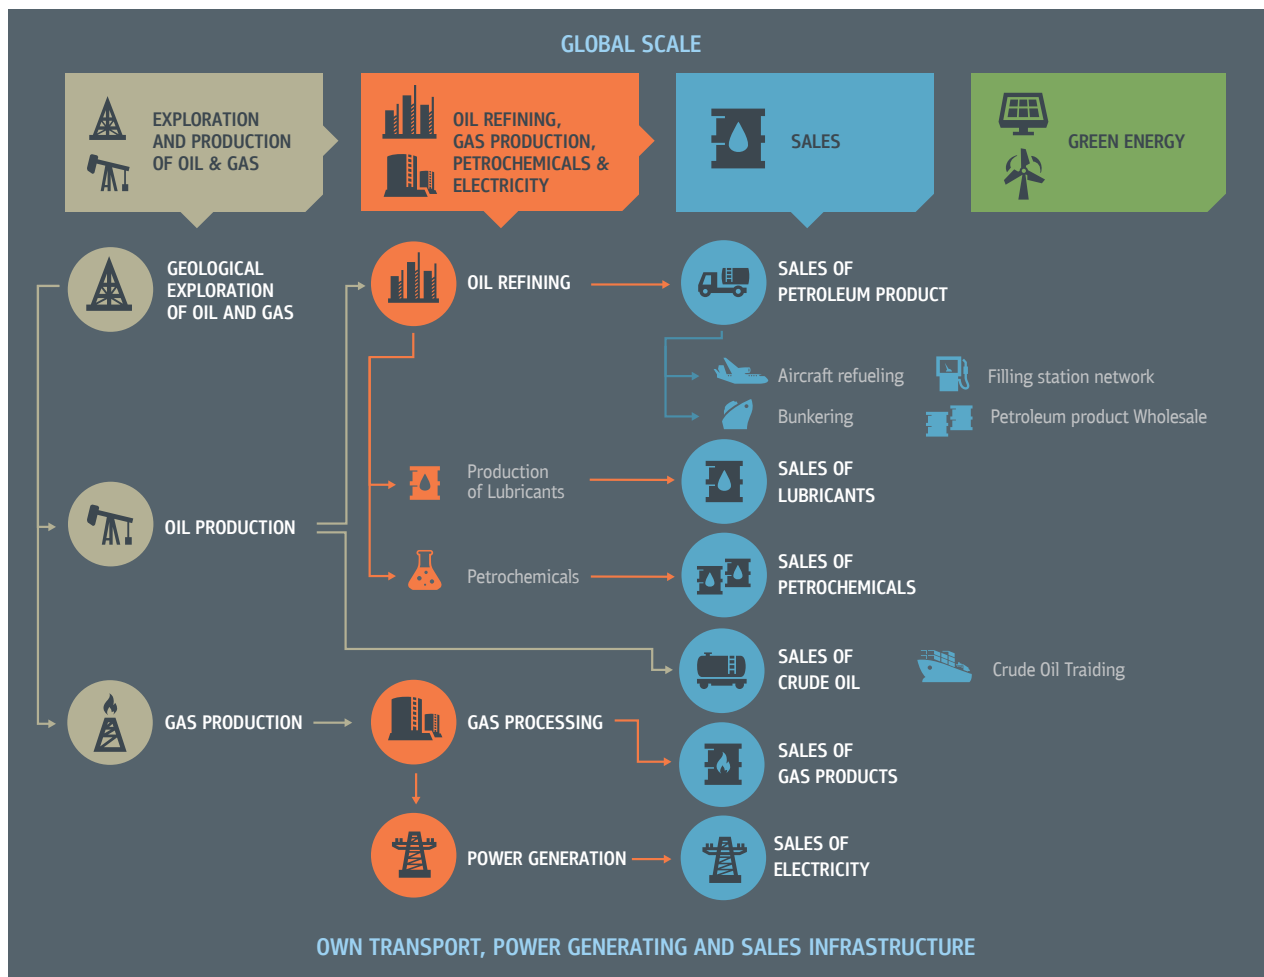 GLOBAL SCALE
EXPLORATION
AND PRODUCTION
OF OIL & GAS
OIL REFINING,
GAS PRODUCTION,
PETROCHEMICALS &
ELECTRICITY
SALES
GREEN ENERGY
GEOLOGICAL
EXPLORATION
OF OIL AND GAS
OIL REFINING
SALES OF
PETROLEUM PRODUCT
Aircraft refueling
Filling station network
Bunkering
Petroleum product Wholesale
Production
of Lubricants
SALES OF
LUBRICANTS
OIL PRODUCTION
Petrochemicals
SALES OF
PETROCHEMICALS
SALES OF
CRUDE OIL
Crude Oil Traiding
GAS PRODUCTION
GAS PROCESSING
SALES OF
GAS PRODUCTS
POWER GENERATION
SALES OF
ELECTRICITY
OWN TRANSPORT, POWER GENERATING AND SALES INFRASTRUCTURE